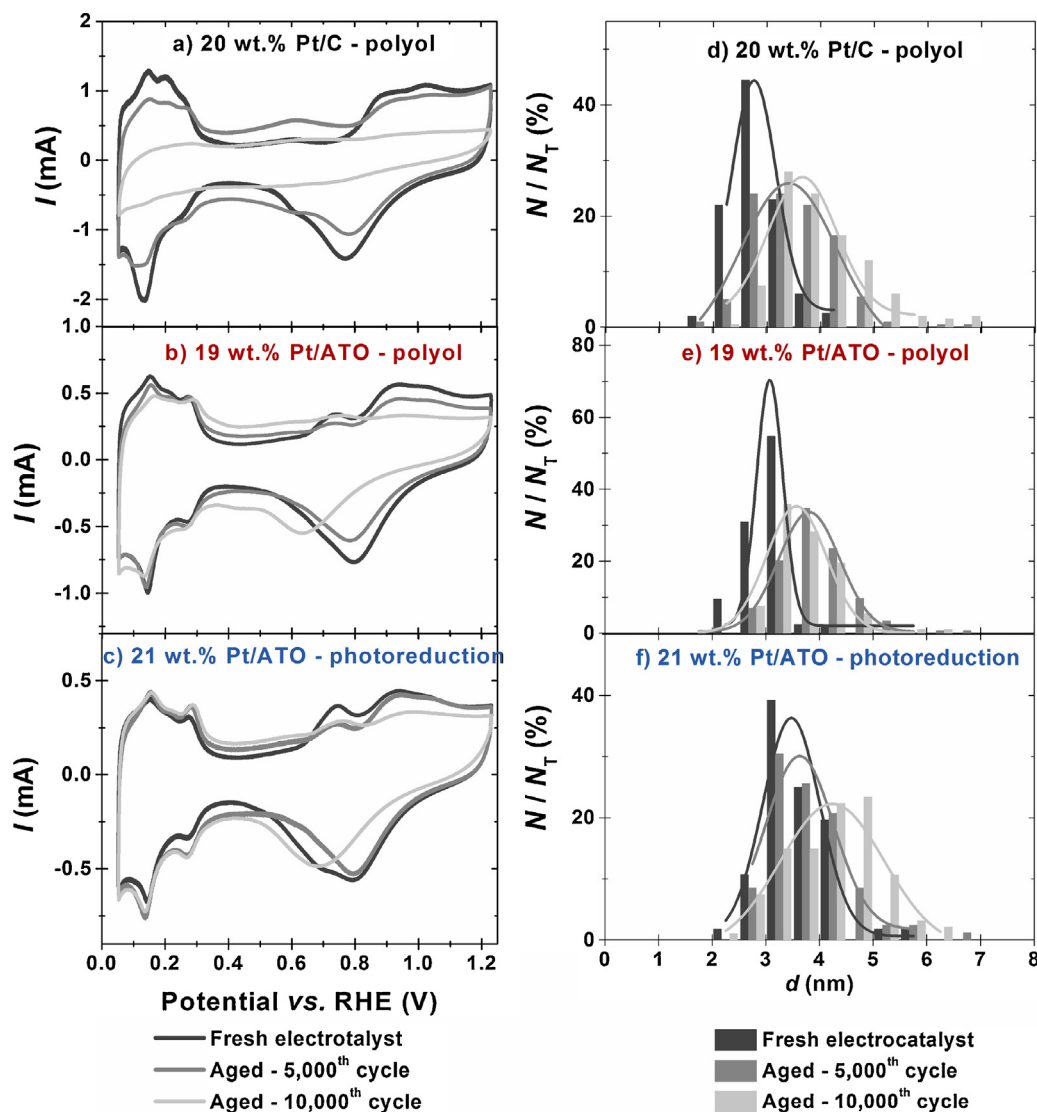 a) 20 wt.% Pt/C - polyol
2
1
0
-1
-2
I (mA)
b) 19 wt.% Pt/ATO - polyol
1.0
0.5
0.0
-0.5
-1.0
I (mA)
c) 21 wt.% Pt/ATO - photoreduction
0.5
0.0
-0.5
I (mA)
0.0 0.2 0.4 0.6 0.8 1.0 1.2
Potential vs. RHE (V)
Fresh electrotalyst
Aged - 5,000th cycle
Aged - 10,000th cycle
d) 20 wt.% Pt/C - polyol
40
20
0
N / NT (%)
e) 19 wt.% Pt/ATO - polyol
80
60
40
20
0
N / NT (%)
f) 21 wt.% Pt/ATO - photoreduction
40
20
0
N / NT (%)
0 1 2 3 4 5 6 7 8
d (nm)
Fresh electrocatalyst
Aged - 5,000th cycle
Aged - 10,000th cycle